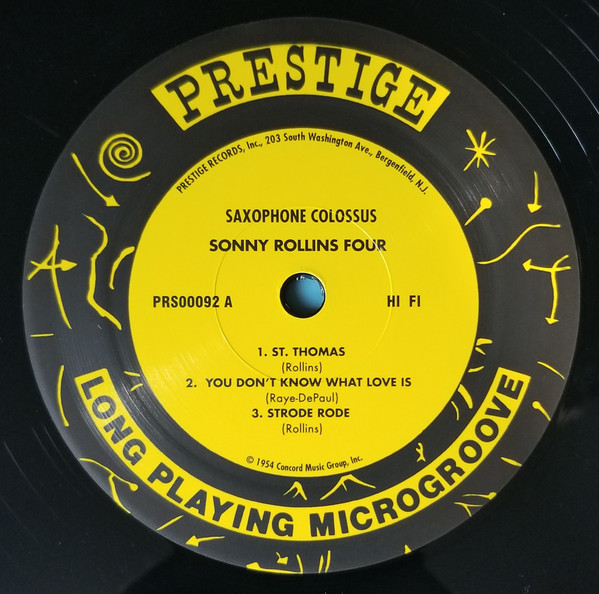 PRESTIGE
PRESTIGE RECORDS, Inc., 203 South Washington Ave., Bergenfield, N.J.
SAXOPHONE COLOSSUS
SONNY ROLLINS FOUR
PRS00092 A
HI FI
1. ST. THOMAS
(Rollins)
2. YOU DON'T KNOW WHAT LOVE IS
(Raye-DePaul)
3. STRODE RODE
(Rollins)
© 1954 Concord Music Group, Inc.
LONG PLAYING MICROGROOVE